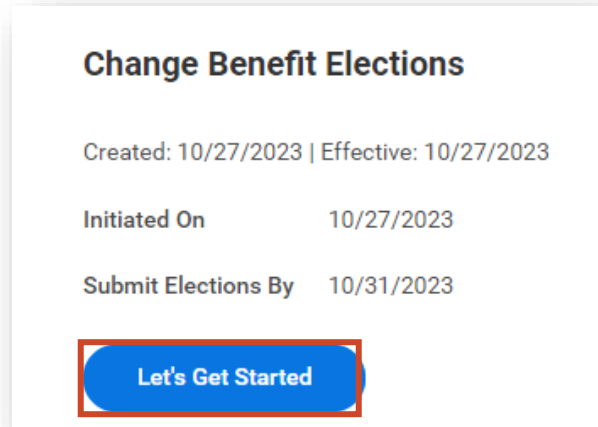 Change Benefit Elections
Created: 10/27/2023 | Effective: 10/27/2023
Initiated On 10/27/2023
Submit Elections By 10/31/2023
Let's Get Started